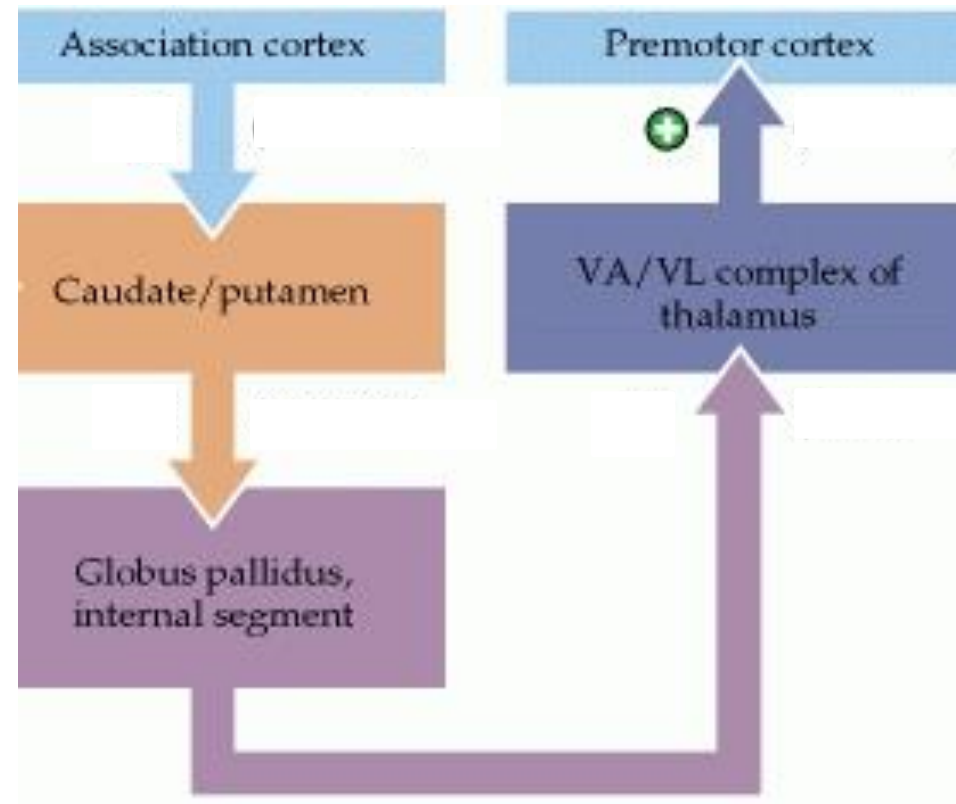 Association cortex
Premotor cortex
Caudate/putamen
VA/VL complex of
thalamus
Globus pallidus,
internal segment